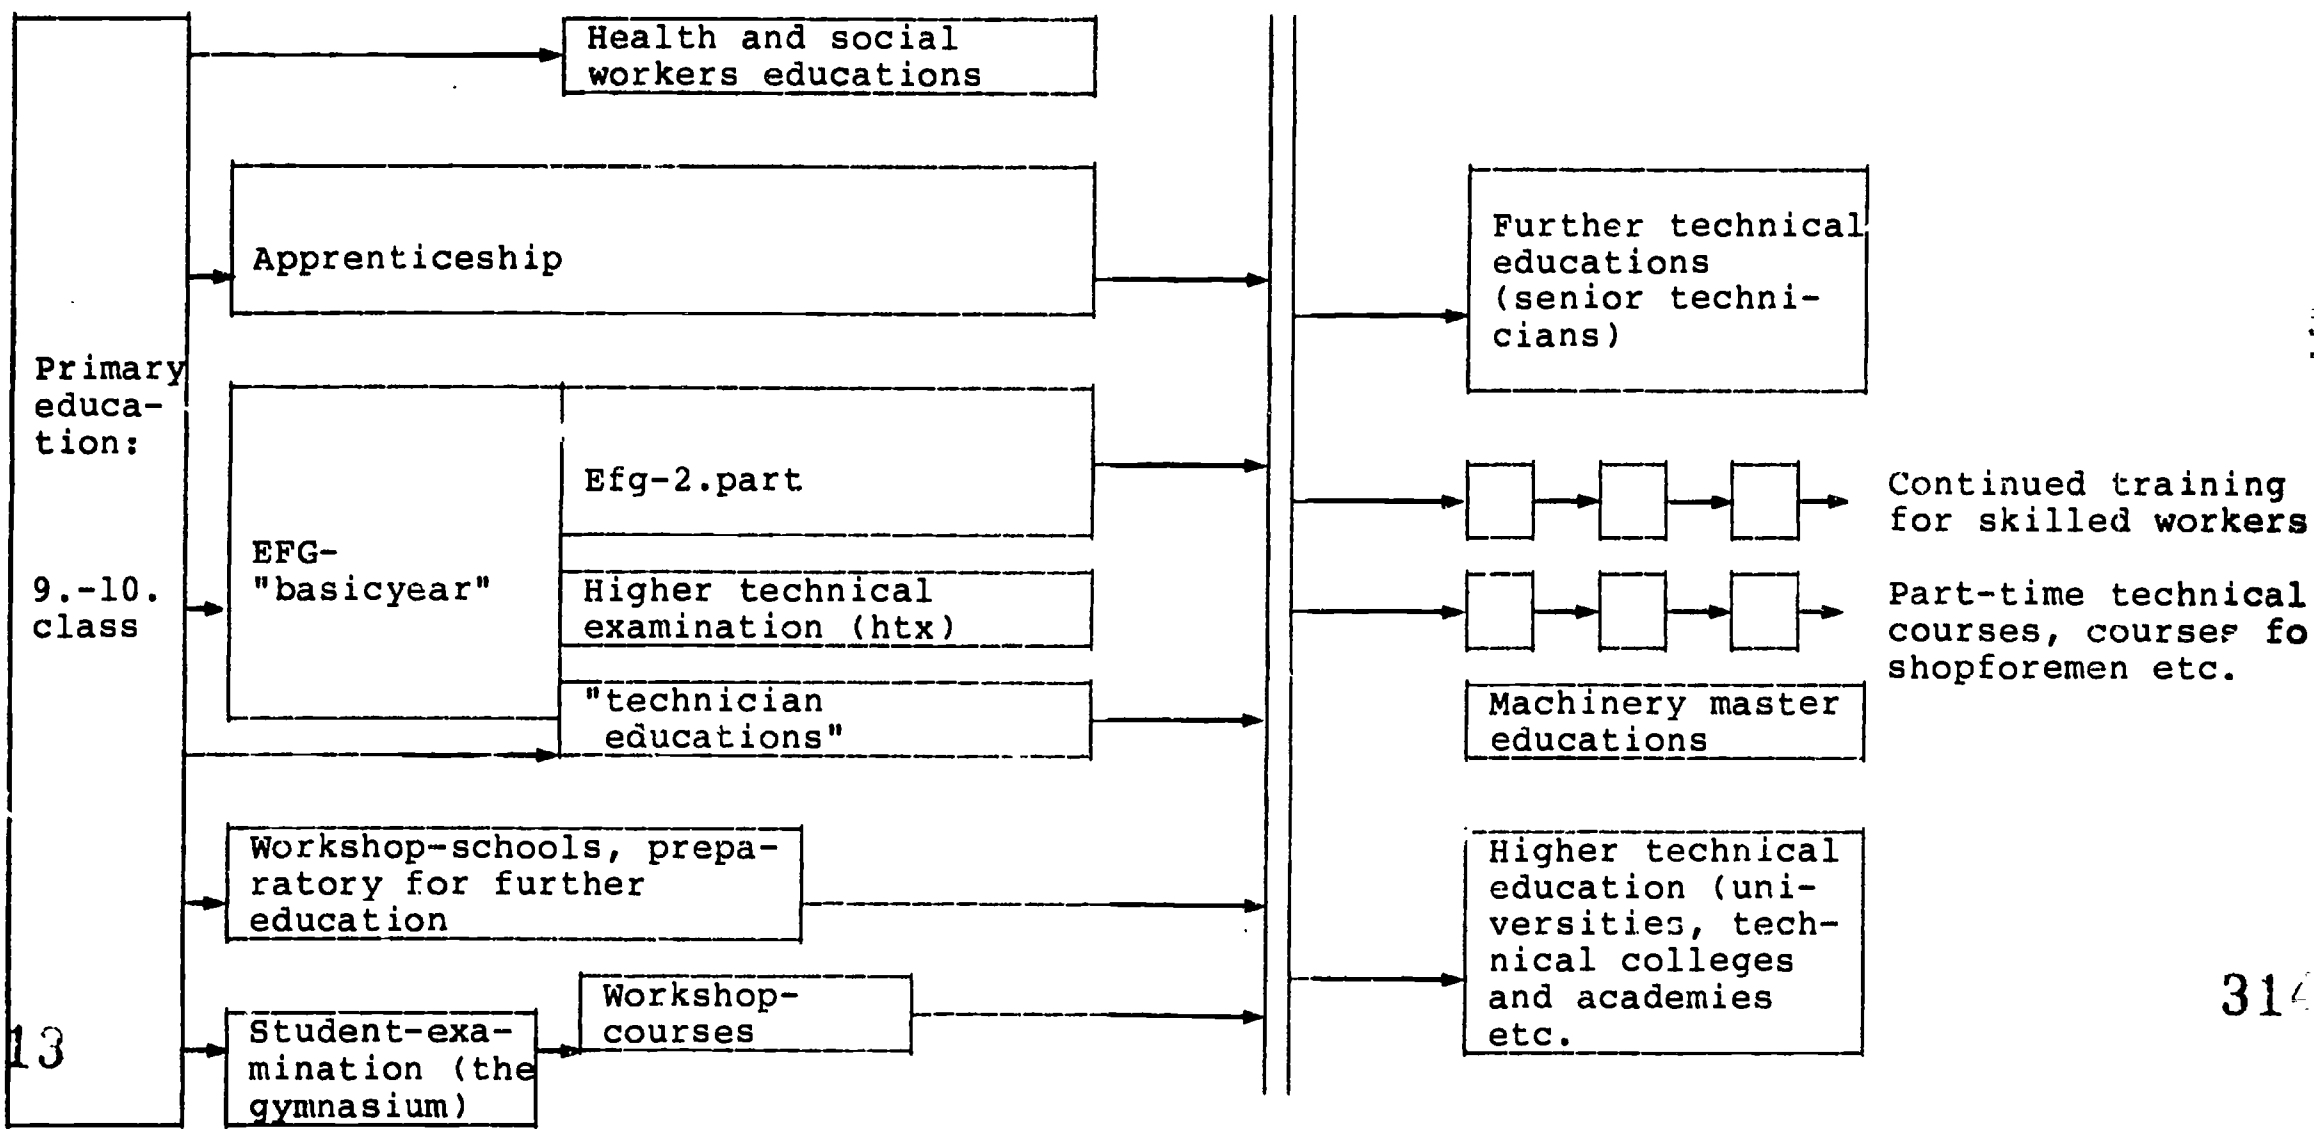 Health and social
workers educations
Apprenticeship
Primary
educa-
tion:
9.-10.
class
EFG-
"basicyear"
Efg-2.part
Higher technical
examination (htx)
"technician
educations"
Workshop-schools, prepa-
ratory for further
education
Student-exa-
mination (the
gymnasium)
Workshop-
courses
Further technical
educations
(senior techni-
cians)
Continued training
for skilled workers
Part-time technical
courses, courses fo
shopforemen etc.
Machinery master
educations
Higher technical
education (uni-
versities, tech-
nical colleges
and academies
etc.
13
314